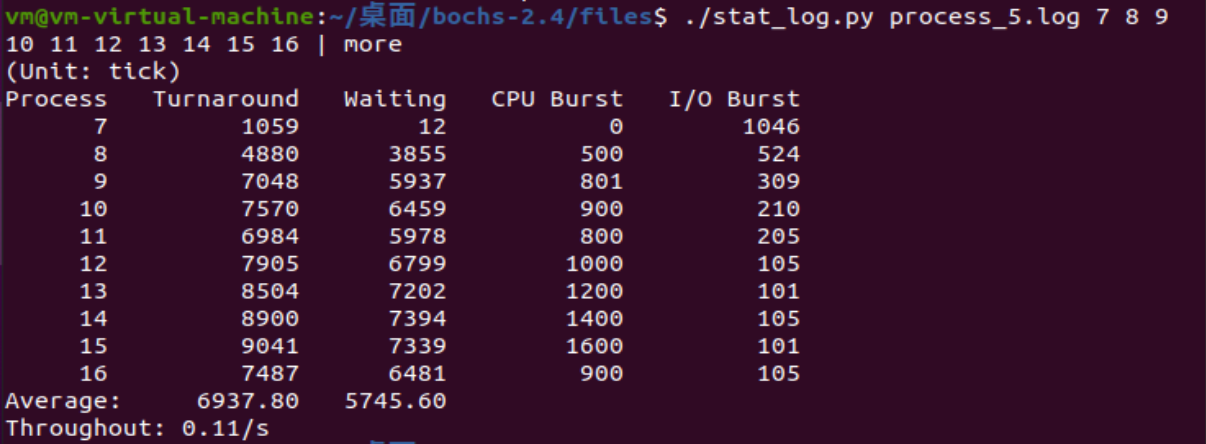 vm@vm-virtual-machine:~/桌面/bochs-2.4/files$ ./stat_log.py process_5.log 7 8 9
10 11 12 13 14 15 16 | more
(Unit: tick)
Process   Turnaround   Waiting   CPU Burst   I/O Burst
      7         1059        12           0        1046
      8         4880      3855         500         524
      9         7048      5937         801         309
     10         7570      6459         900         210
     11         6984      5978         800         205
     12         7905      6799        1000         105
     13         8504      7202        1200         101
     14         8900      7394        1400         105
     15         9041      7339        1600         101
     16         7487      6481         900         105
Average:     6937.80   5745.60
Throughout: 0.11/s